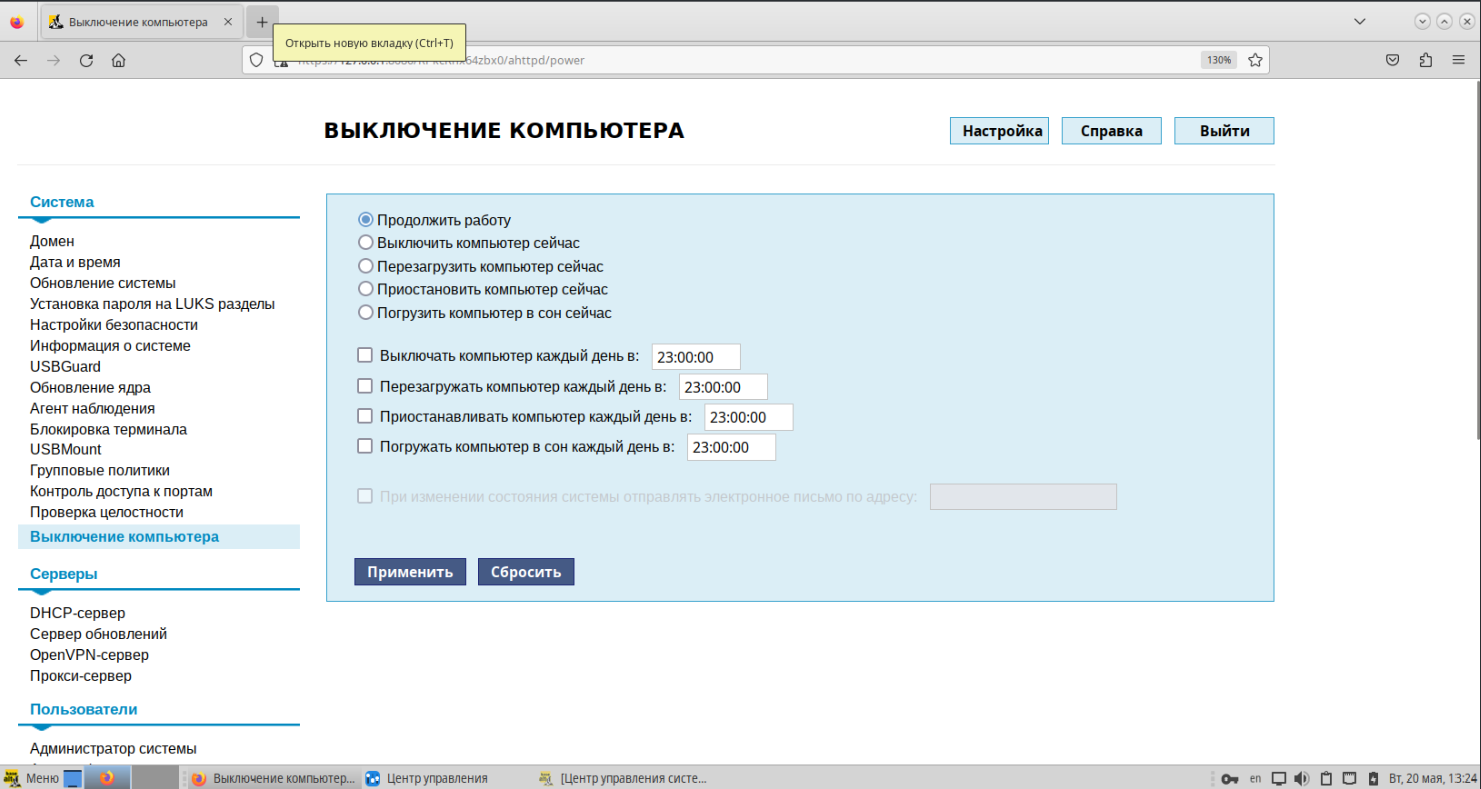 Выключение компьютера
Открыть новую вкладку (Ctrl+T)
64zbx0/ahttpd/power
130%
ВЫКЛЮЧЕНИЕ КОМПЬЮТЕРА
Настройка
Справка
Выйти
Система
Домен
Дата и время
Обновление системы
Установка пароля на LUKS разделы
Настройки безопасности
Информация о системе
USBGuard
Обновление ядра
Агент наблюдения
Блокировка терминала
USBMount
Групповые политики
Контроль доступа к портам
Проверка целостности
Выключение компьютера
Серверы
DHCP-сервер
Сервер обновлений
OpenVPN-сервер
Прокси-сервер
Пользователи
Администратор системы
Продолжить работу
Выключить компьютер сейчас
Перезагрузить компьютер сейчас
Приостановить компьютер сейчас
Погрузить компьютер в сон сейчас
Выключать компьютер каждый день в: 23:00:00
Перезагружать компьютер каждый день в: 23:00:00
Приостанавливать компьютер каждый день в: 23:00:00
Погружать компьютер в сон каждый день в: 23:00:00
При изменении состояния системы отправлять электронное письмо по адресу:
Применить
Сбросить
Меню
Выключение компьютер...
Центр управления
[Центр управления систе...
en
Вт, 20 мая, 13:24